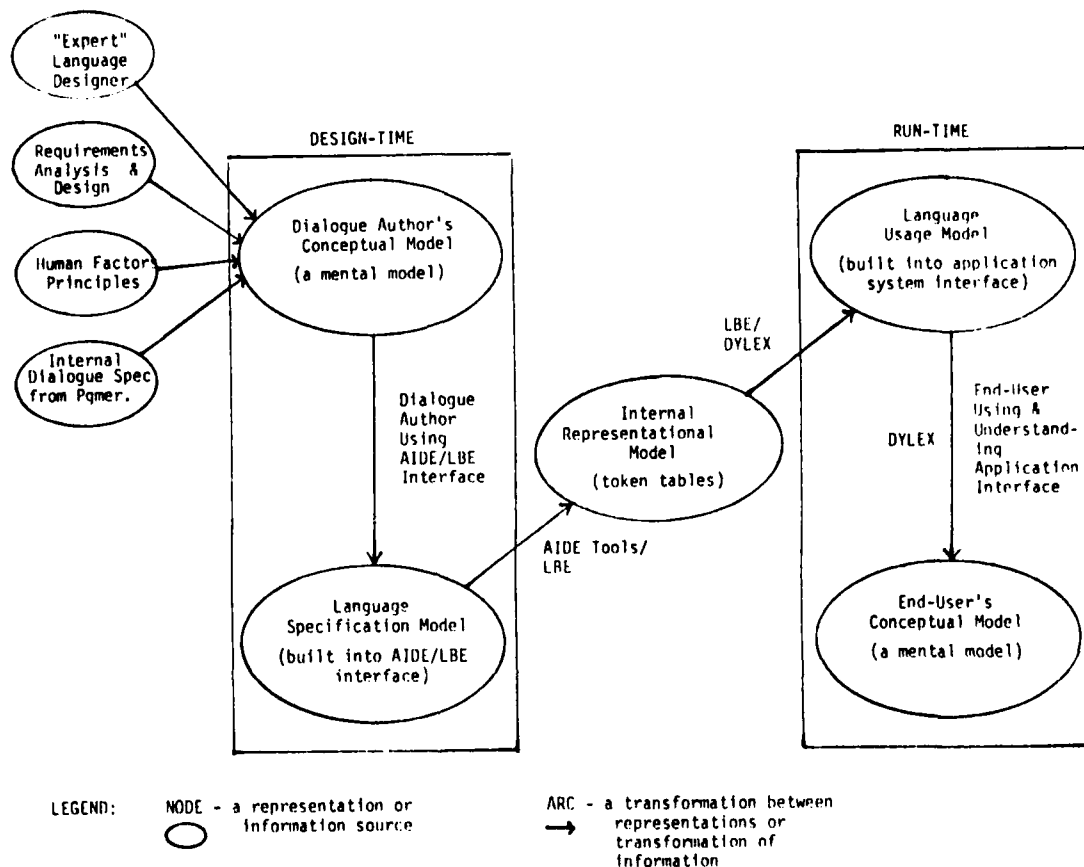 "Expert"
Language
Designer
Requirements
Analysis &
Design
Human Factors
Principles
Internal
Dialogue Spec
from Pgmer.
DESIGN-TIME
Dialogue Author's
Conceptual Model
(a mental model)
Dialogue
Author
Using
AIDE/LBE
Interface
Language
Specification Model
(built into AIDE/LBE
interface)
AIDE Tools/
LBE
Internal
Representational
Model
(token tables)
LBE/
DYLEX
RUN-TIME
Language
Usage Model
(built into application
system interface)
DYLEX
End-User
Using &
Understand-
ing
Application
Interface
End-User's
Conceptual Model
(a mental model)
LEGEND:
NODE - a representation or
information source
ARC - a transformation between
representations or
transformation of
information